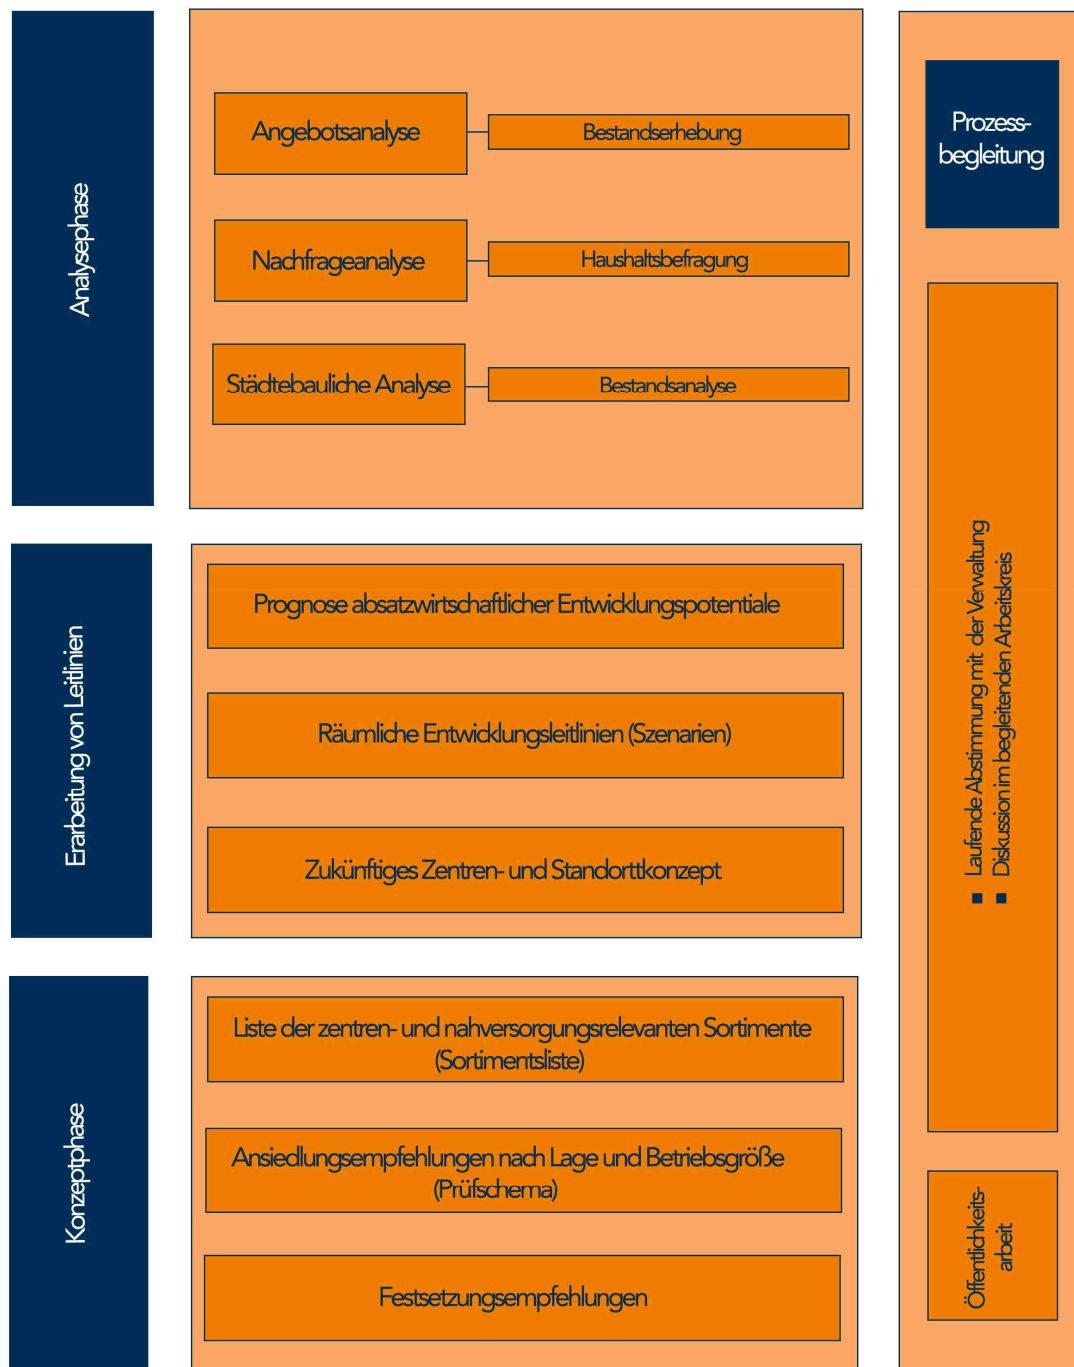 Analysephase
Angebotsanalyse
Bestandserhebung
Nachfrageanalyse
Haushaltsbefragung
Städtebauliche Analyse
Bestandsanalyse
Erarbeitung von Leitlinien
Prognose absatzwirtschaftlicher Entwicklungspotentiale
Räumliche Entwicklungsleitlinien (Szenarien)
Zukünftiges Zentren- und Standorttkonzept
Konzeptphase
Liste der zentren- und nahversorgungsrelevanten Sortimente
(Sortimentsliste)
Ansiedlungsempfehlungen nach Lage und Betriebsgröße
(Prüfschema)
Festsetzungsempfehlungen
Prozess-
begleitung
■ Laufende Abstimmung mit der Verwaltung
■ Diskussion im begleitenden Arbeitskreis
Öffentlichkeits-
arbeit